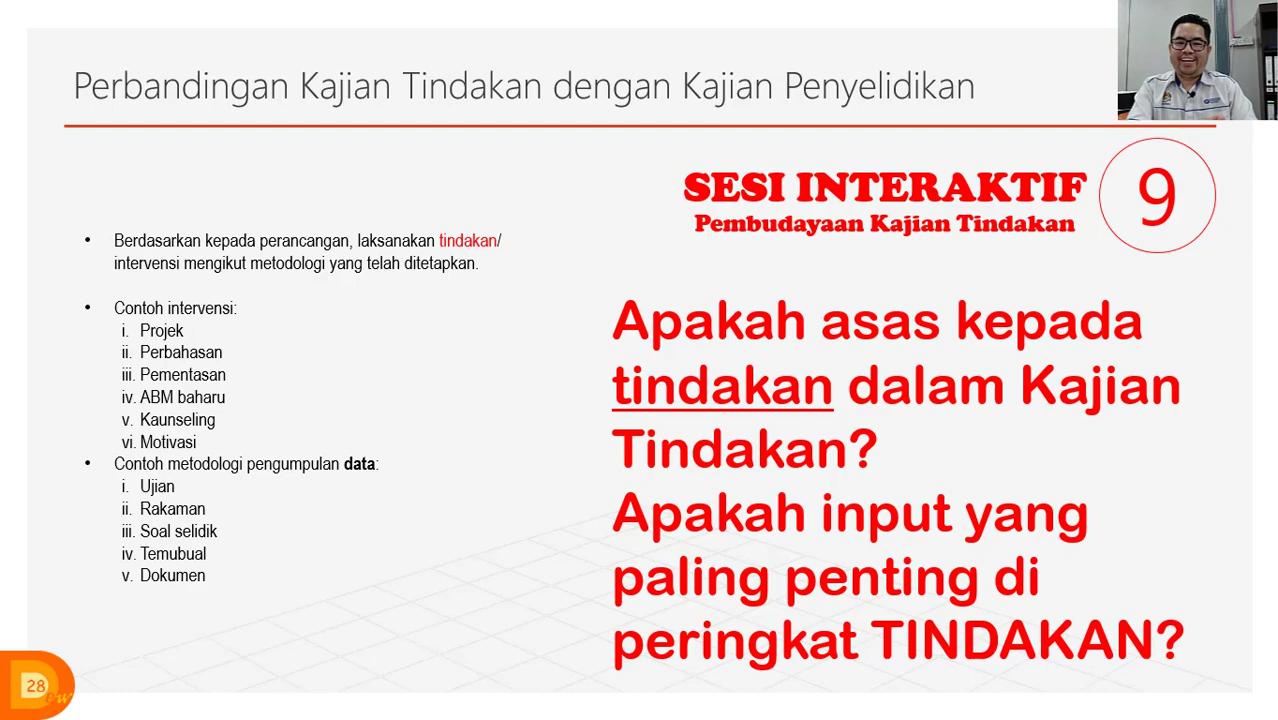 Perbandingan Kajian Tindakan dengan Kajian Penyelidikan
SESI INTERAKTIF
Pembudayaan Kajian Tindakan
9
• Berdasarkan kepada perancangan, laksanakan tindakan/
intervensi mengikut metodologi yang telah ditetapkan.
• Contoh intervensi:
i. Projek
ii. Perbahasan
iii. Pementasan
iv. ABM baharu
v. Kaunseling
vi. Motivasi
• Contoh metodologi pengumpulan data:
i. Ujian
ii. Rakaman
iii. Soal selidik
iv. Temubual
v. Dokumen
Apakah asas kepada
tindakan dalam Kajian
Tindakan?
Apakah input yang
paling penting di
peringkat TINDAKAN?
28